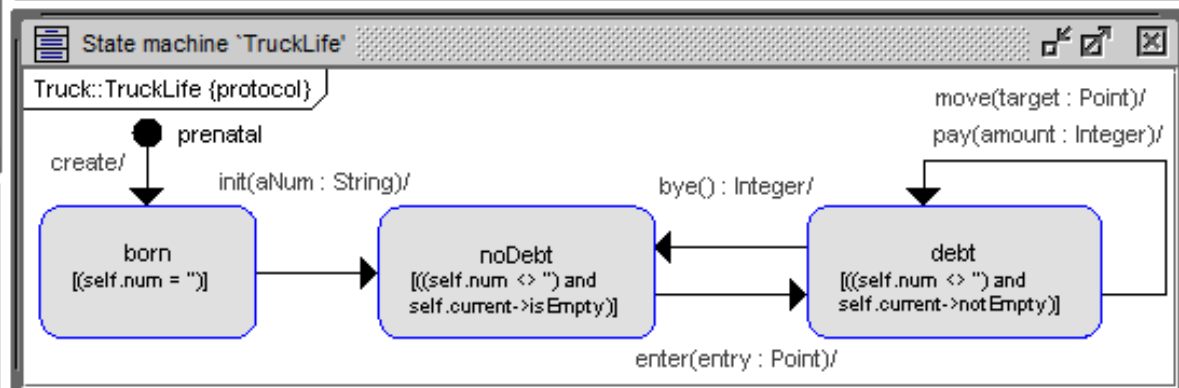 State machine `TruckLife'
Truck::TruckLife {protocol}
move(target : Point)/
pay(amount : Integer)/
prenatal
create/
init(aNum : String)/
bye() : Integer/
born
[(self.num = '')]
noDebt
[((self.num <> '') and
self.current->isEmpty)]
debt
[((self.num <> '') and
self.current->notEmpty)]
enter(entry : Point)/